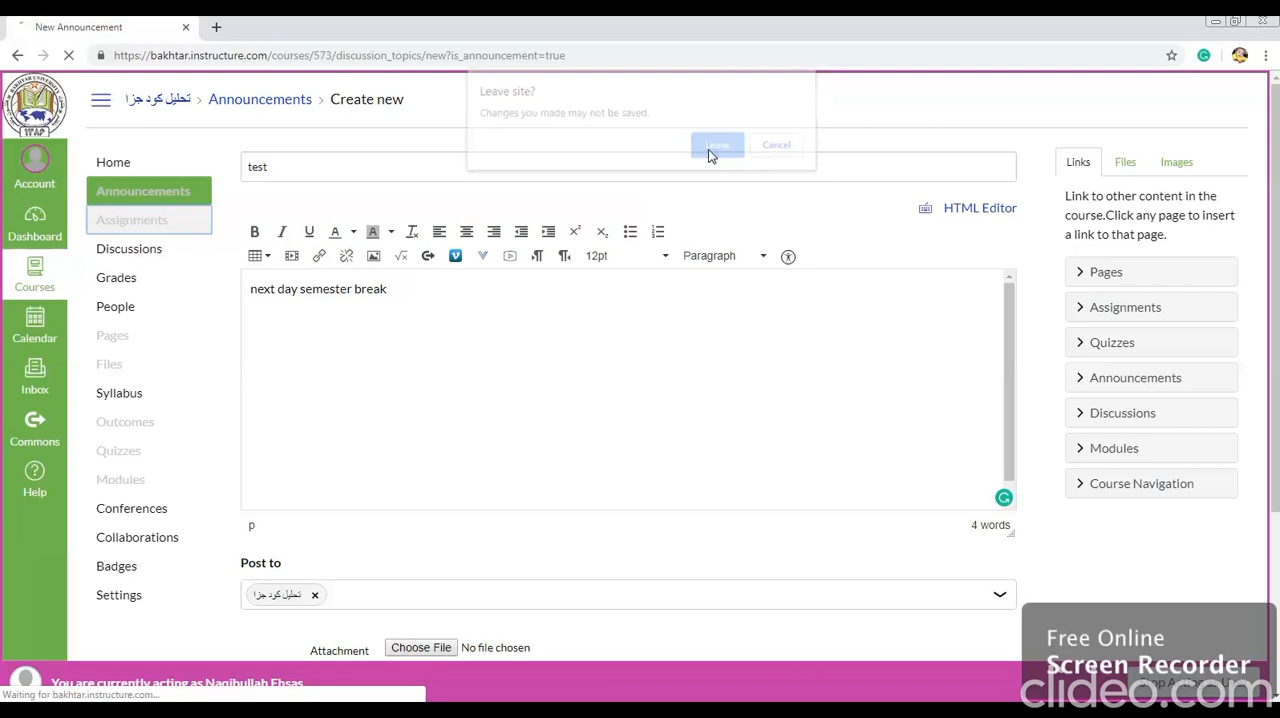 New Announcement
https://bakhtar.instructure.com/courses/573/discussion_topics/new?is_announcement=true
Leave site?
Changes you made may not be saved.
Leave
Cancel
تحلیل کود جزا
Announcements
Create new
Account
Dashboard
Courses
Calendar
Inbox
Commons
Help
Home
Announcements
Assignments
Discussions
Grades
People
Pages
Files
Syllabus
Outcomes
Quizzes
Modules
Conferences
Collaborations
Badges
Settings
test
HTML Editor
12pt
Paragraph
next day semester break
p
4 words
Post to
تحلیل کود جزا
Attachment
Choose File No file chosen
Links
Files
Images
Link to other content in the
course.Click any page to insert
a link to that page.
Pages
Assignments
Quizzes
Announcements
Discussions
Modules
Course Navigation
You are currently acting as Naqibullah Ehsas
Waiting for bakhtar.instructure.com...
Free Online
Screen Recorder
clideo.com